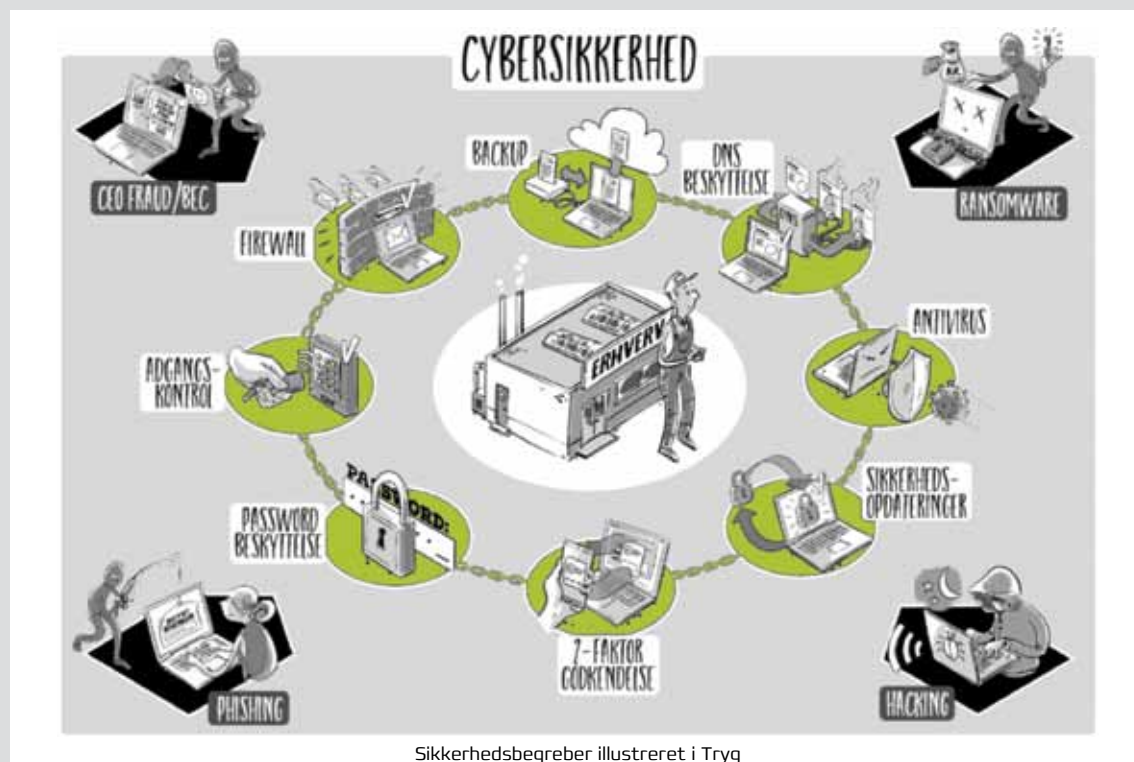 CYBERSIKKERHED
CEO FRAUD/BEC
RANSOMWARE
BACKUP
DNS
BESKYTTELSE
FIREWALL
ANTIVIRUS
ERHVERV
ADGANGS-
KONTROL
SIKKERHEDS-
OPDATERINGER
PASSWORD:
PASSWORD
BESKYTTELSE
2-FAKTOR
GODKENDELSE
PHISHING
HACKING
Sikkerhedsbegreber illustreret i Tryg